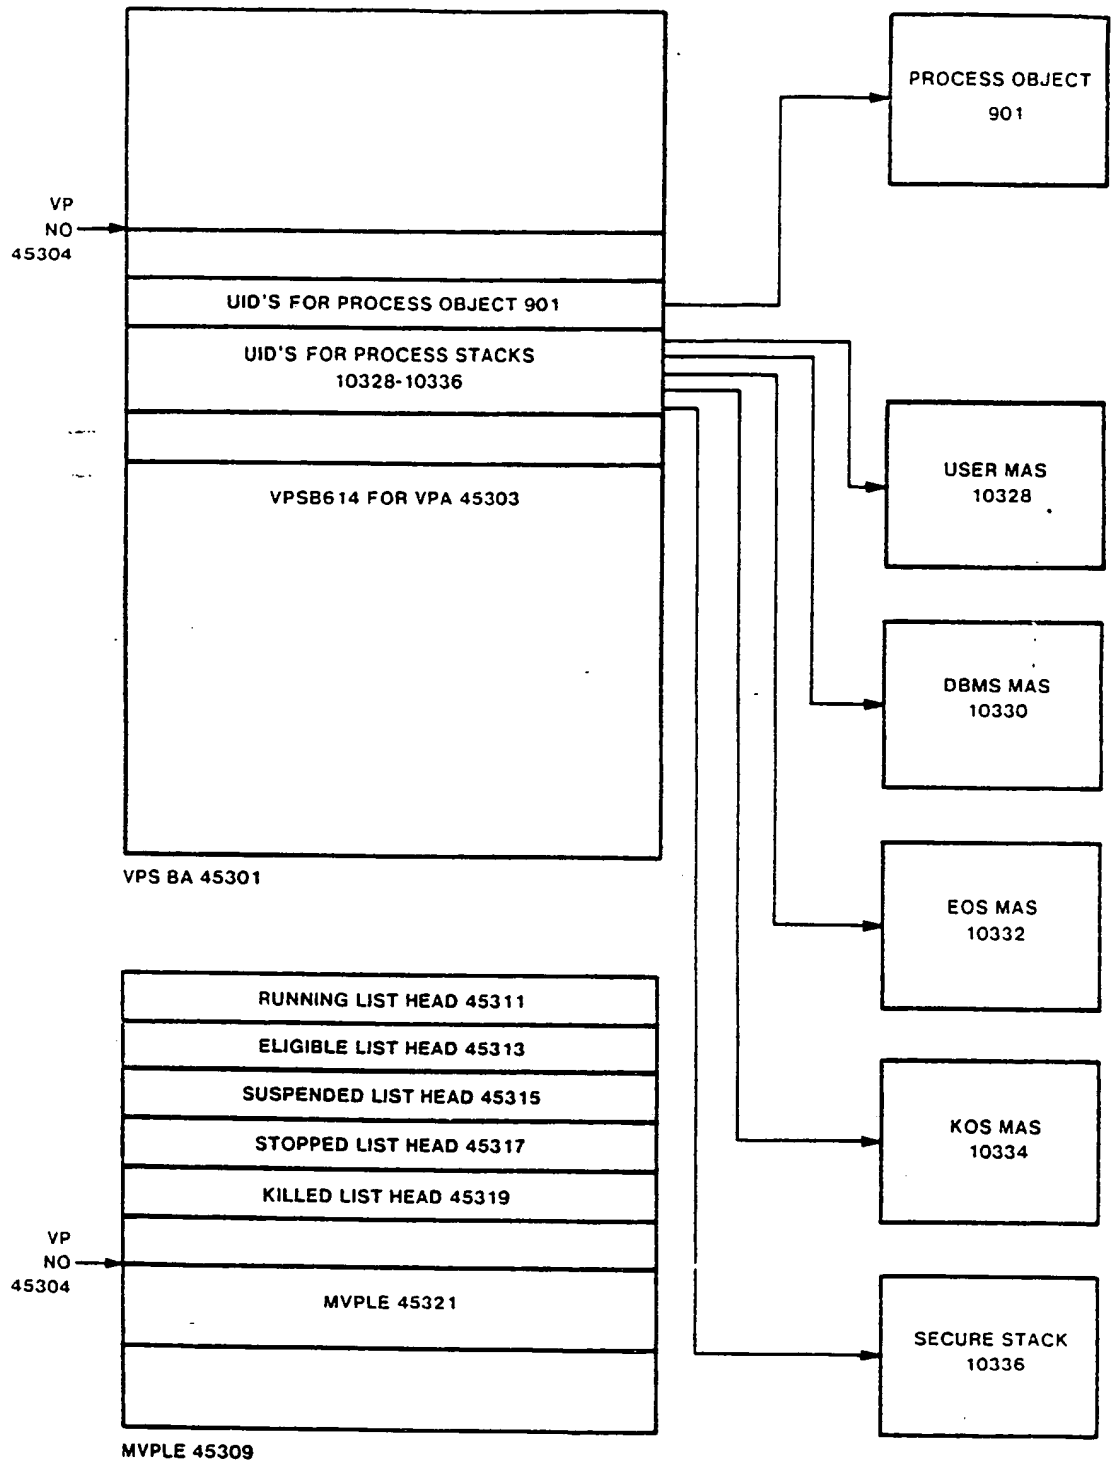 PROCESS OBJECT
901
VP
NO
45304
UID'S FOR PROCESS OBJECT 901
UID'S FOR PROCESS STACKS
10328-10336
VPSB614 FOR VPA 45303
USER MAS
10328
DBMS MAS
10330
VPS BA 45301
EOS MAS
10332
RUNNING LIST HEAD 45311
ELIGIBLE LIST HEAD 45313
SUSPENDED LIST HEAD 45315
STOPPED LIST HEAD 45317
KILLED LIST HEAD 45319
KOS MAS
10334
VP
NO
45304
MVPLE 45321
SECURE STACK
10336
MVPLE 45309